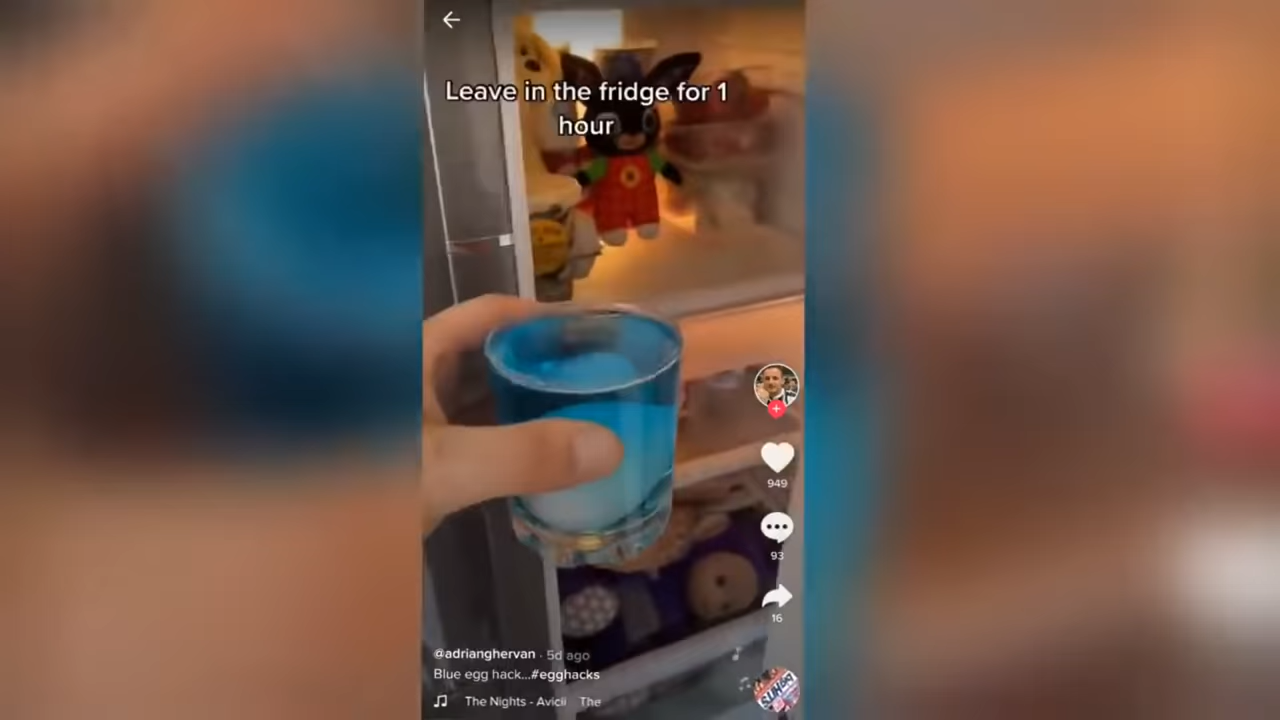 Leave in the fridge for 1
hour
949
93
16
@adrianghervan · 5d ago
Blue egg hack...#egghacks
The Nights - Avicii The